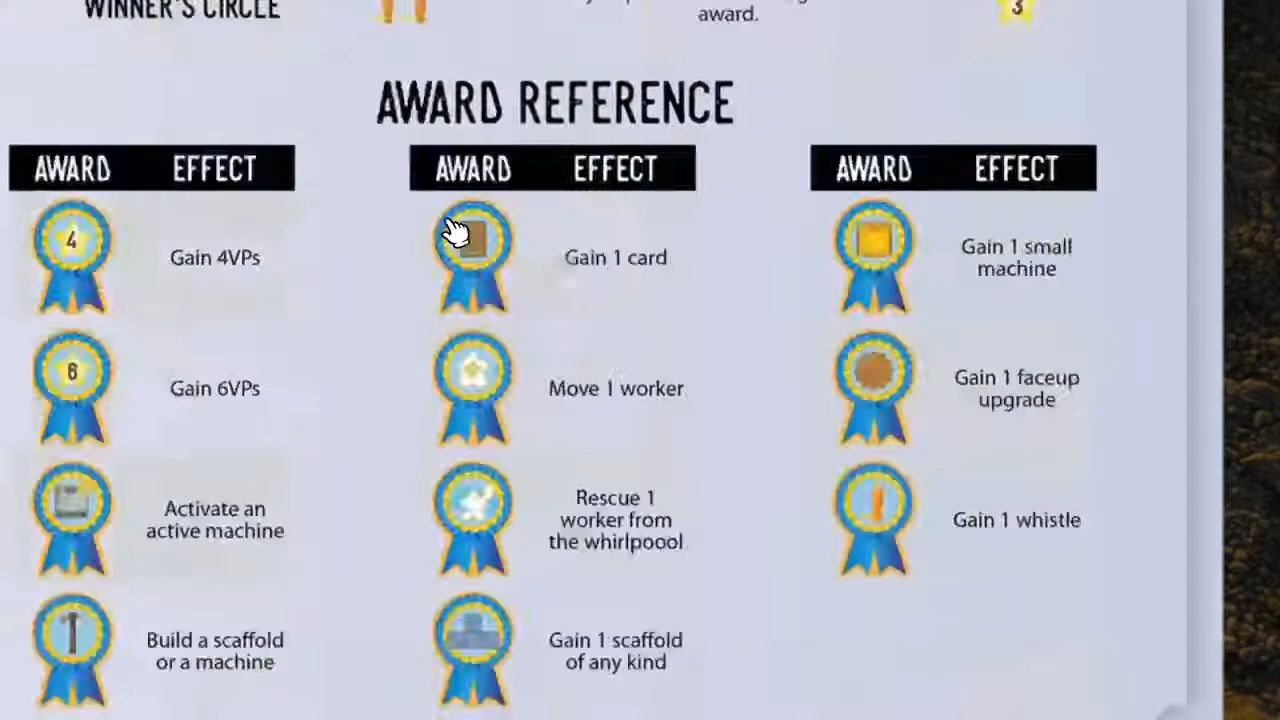 WINNER'S CIRCLE
award.
3
AWARD REFERENCE
AWARD EFFECT
4
Gain 4VPs
6
Gain 6VPs
Activate an
active machine
Build a scaffold
or a machine
AWARD EFFECT
Gain 1 card
Move 1 worker
Rescue 1
worker from
the whirlpoool
Gain 1 scaffold
of any kind
AWARD EFFECT
Gain 1 small
machine
Gain 1 faceup
upgrade
Gain 1 whistle